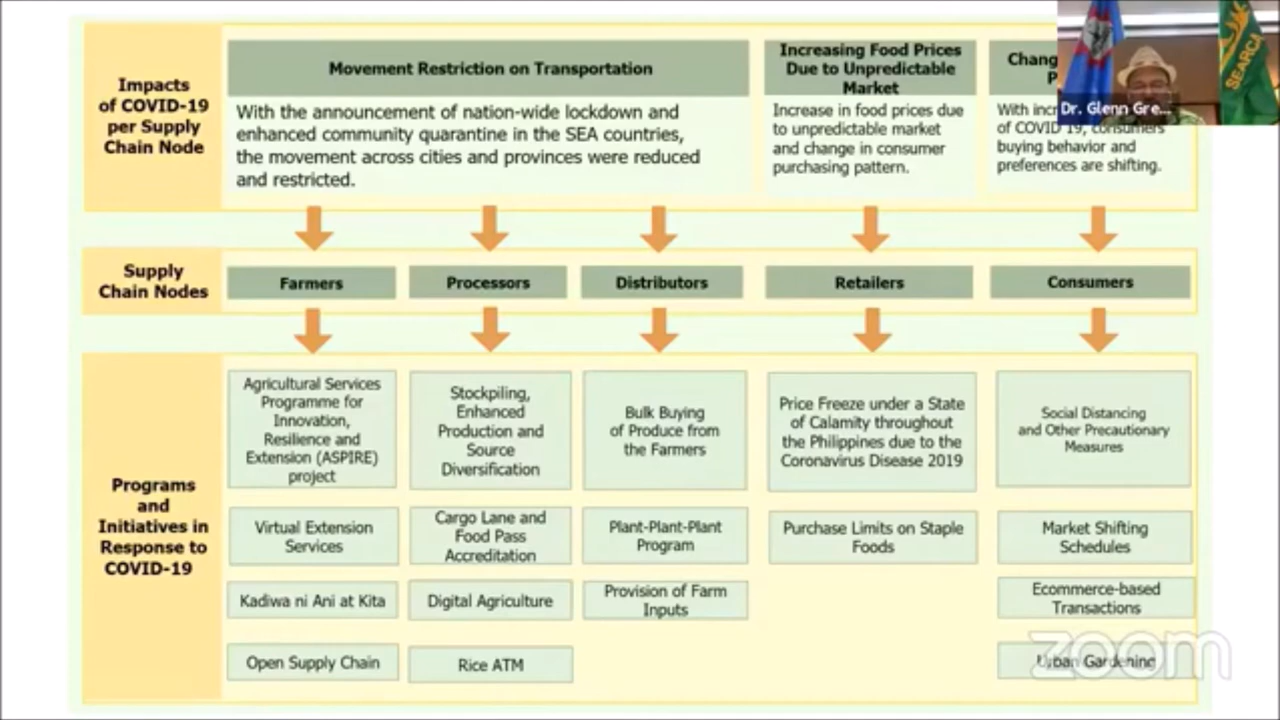 Impacts
of COVID-19
per Supply
Chain Node
Movement Restriction on Transportation
With the announcement of nation-wide lockdown and
enhanced community quarantine in the SEA countries,
the movement across cities and provinces were reduced
and restricted.
Increasing Food Prices
Due to Unpredictable
Market
Increase in food prices due
to unpredictable market
and change in consumer
purchasing pattern.
With
of COVID 19, consumers
buying behavior and
preferences are shifting.
SEARCA
Dr. Glenn Gre...
Supply
Chain Nodes
Farmers
Processors
Distributors
Retailers
Consumers
Programs
and
Initiatives in
Response to
COVID-19
Agricultural Services
Programme for
Innovation,
Resilience and
Extension (ASPIRE)
project
Virtual Extension
Services
Kadiwa ni Ani at Kita
Open Supply Chain
Stockpiling,
Enhanced
Production and
Source
Diversification
Cargo Lane and
Food Pass
Accreditation
Digital Agriculture
Rice ATM
Bulk Buying
of Produce from
the Farmers
Plant-Plant-Plant
Program
Provision of Farm
Inputs
Price Freeze under a State
of Calamity throughout
the Philippines due to the
Coronavirus Disease 2019
Purchase Limits on Staple
Foods
Social Distancing
and Other Precautionary
Measures
Market Shifting
Schedules
Ecommerce-based
Transactions
Urban Gardening
zoom